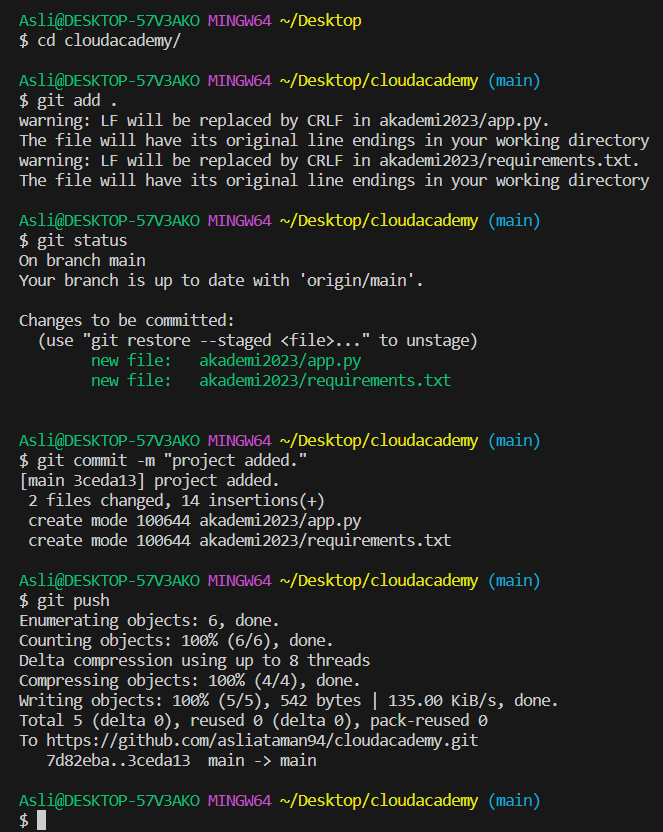 Asli@DESKTOP-57V3AKO MINGW64 ~/Desktop
$ cd cloudacademy/

Asli@DESKTOP-57V3AKO MINGW64 ~/Desktop/cloudacademy (main)
$ git add .
warning: LF will be replaced by CRLF in akademi2023/app.py.
The file will have its original line endings in your working directory
warning: LF will be replaced by CRLF in akademi2023/requirements.txt.
The file will have its original line endings in your working directory

Asli@DESKTOP-57V3AKO MINGW64 ~/Desktop/cloudacademy (main)
$ git status
On branch main
Your branch is up to date with 'origin/main'.

Changes to be committed:
  (use "git restore --staged <file>..." to unstage)
        new file:   akademi2023/app.py
        new file:   akademi2023/requirements.txt


Asli@DESKTOP-57V3AKO MINGW64 ~/Desktop/cloudacademy (main)
$ git commit -m "project added."
[main 3ceda13] project added.
 2 files changed, 14 insertions(+)
 create mode 100644 akademi2023/app.py
 create mode 100644 akademi2023/requirements.txt

Asli@DESKTOP-57V3AKO MINGW64 ~/Desktop/cloudacademy (main)
$ git push
Enumerating objects: 6, done.
Counting objects: 100% (6/6), done.
Delta compression using up to 8 threads
Compressing objects: 100% (4/4), done.
Writing objects: 100% (5/5), 542 bytes | 135.00 KiB/s, done.
Total 5 (delta 0), reused 0 (delta 0), pack-reused 0
To https://github.com/asliataman94/cloudacademy.git
   7d82eba..3ceda13  main -> main

Asli@DESKTOP-57V3AKO MINGW64 ~/Desktop/cloudacademy (main)
$